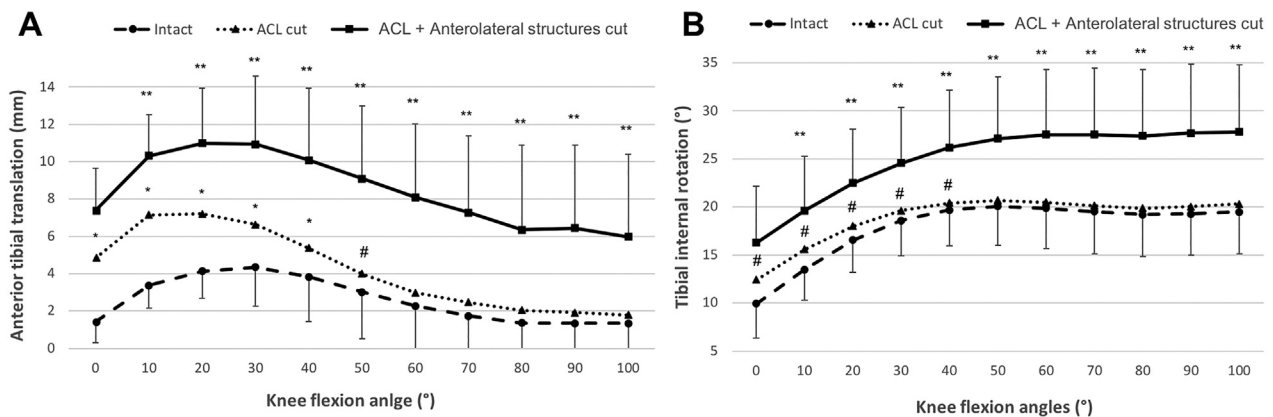 A
Intact ACL cut ACL + Anterolateral structures cut
Anterior tibial translation (mm)
14
12
10
8
6
4
2
0
** ** ** ** ** ** ** ** ** **
* * * * * #
0 10 20 30 40 50 60 70 80 90 100
Knee flexion anlge (°)
B
Intact ACL cut ACL + Anterolateral structures cut
Tibial internal rotation (°)
35
30
25
20
15
10
5
** ** ** ** ** ** ** ** ** **
# # # # #
0 10 20 30 40 50 60 70 80 90 100
Knee flexion angles (°)